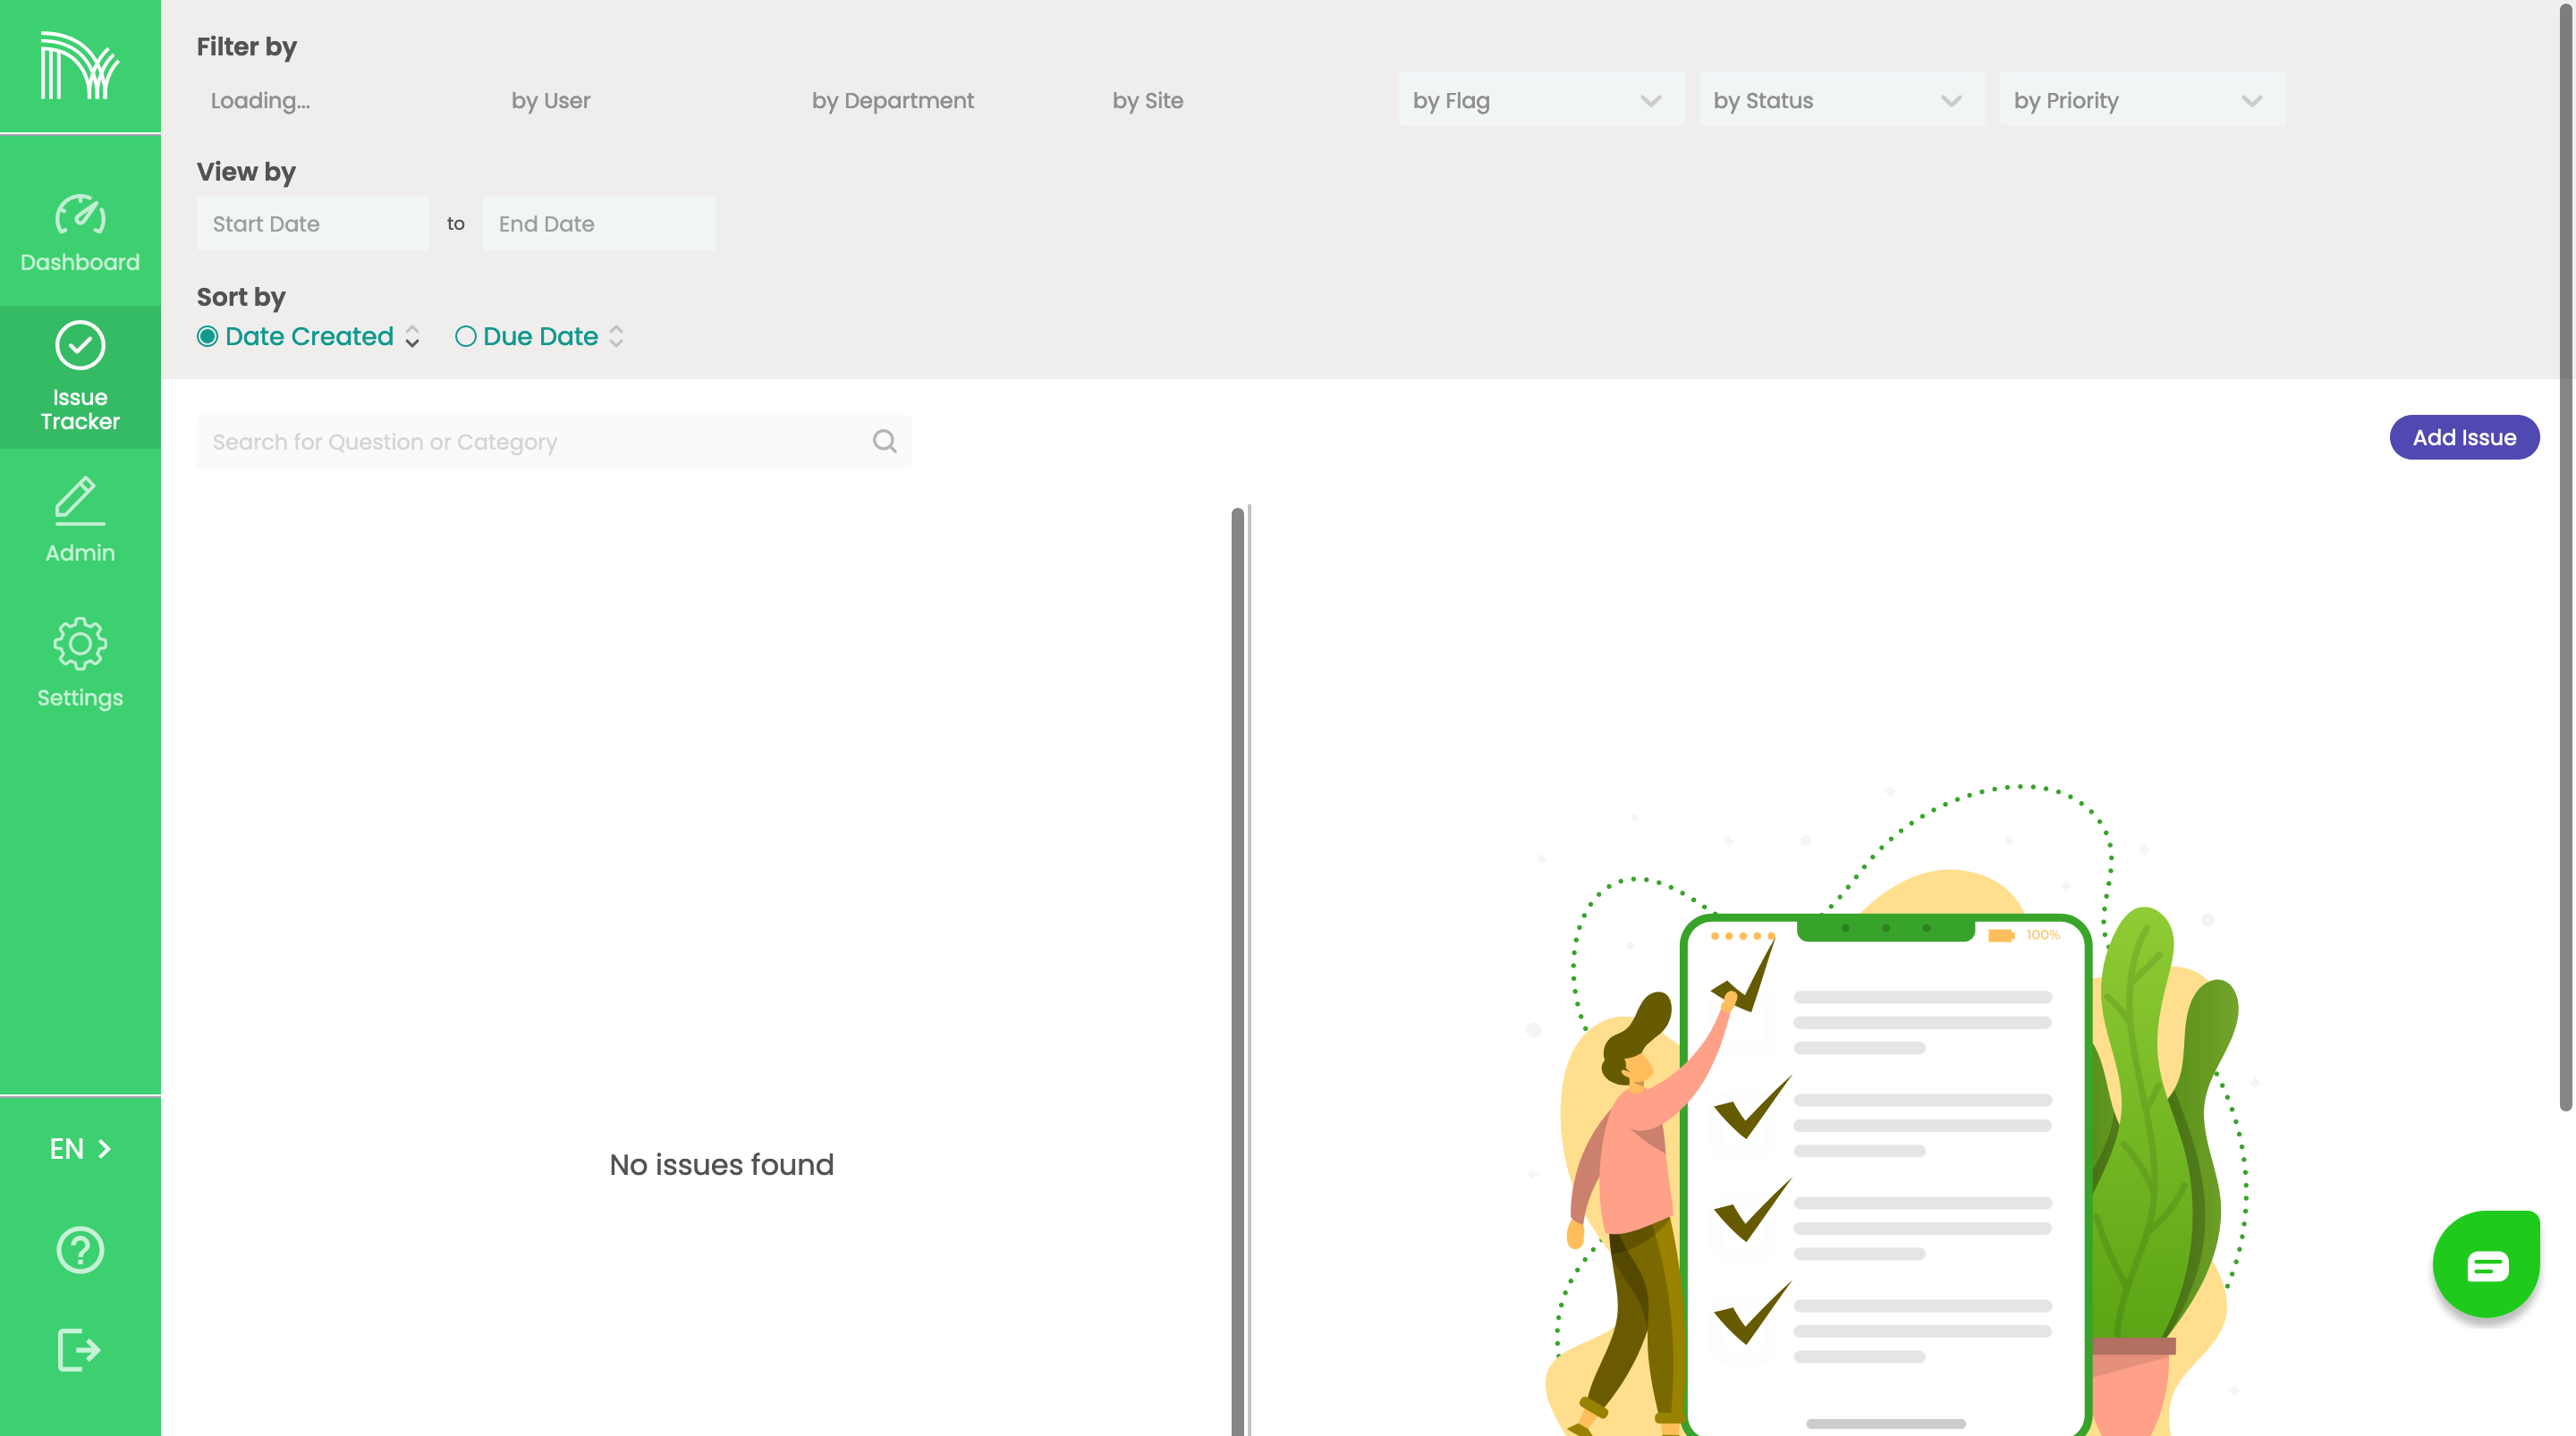 Filter by
Loading...
by User
by Department
by Site
by Flag
by Status
by Priority
View by
Start Date
to
End Date
Sort by
Date Created
Due Date
Search for Question or Category
Add Issue
Dashboard
Issue
Tracker
Admin
Settings
EN
No issues found
100%